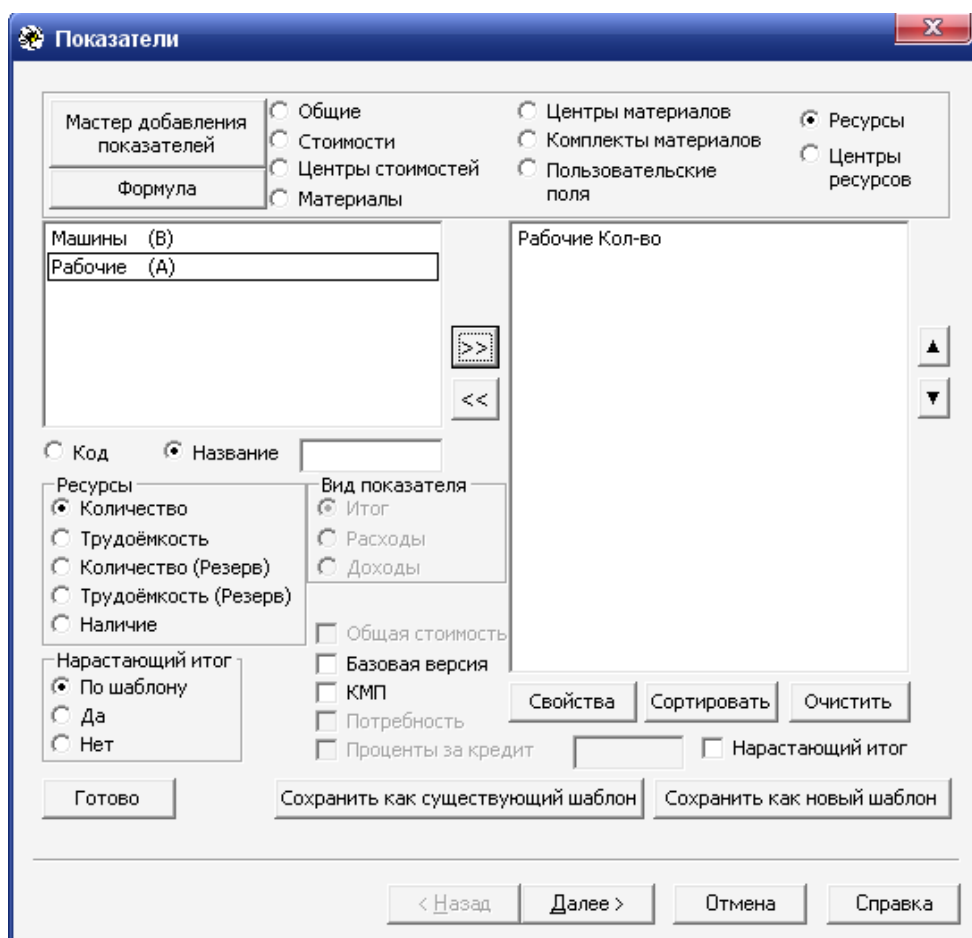 Показатели
Мастер добавления
показателей
Формула
Общие
Стоимости
Центры стоимостей
Материалы
Центры материалов
Комплекты материалов
Пользовательские
поля
Ресурсы
Центры
ресурсов
Машины (B)
Рабочие (A)
>>
<<
Рабочие Кол-во
Код
Название
Ресурсы
Количество
Трудоёмкость
Количество (Резерв)
Трудоёмкость (Резерв)
Наличие
Вид показателя
Итог
Расходы
Доходы
Нарастающий итог
По шаблону
Да
Нет
Общая стоимость
Базовая версия
КМП
Потребность
Проценты за кредит
Свойства
Сортировать
Очистить
Нарастающий итог
Готово
Сохранить как существующий шаблон
Сохранить как новый шаблон
< Назад
Далее >
Отмена
Справка